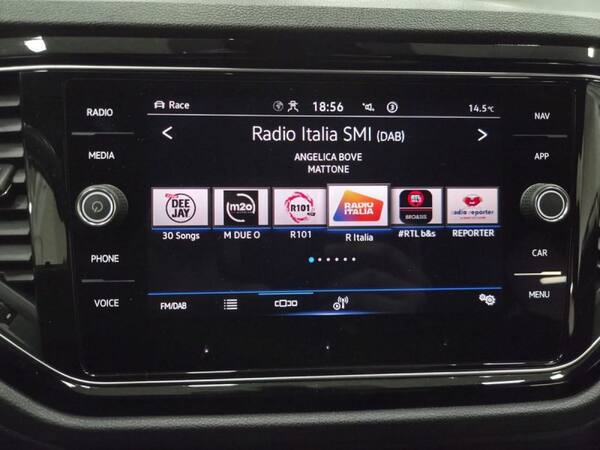 RADIO
MEDIA
PHONE
VOICE
Race
18:56
3
14.5°C
Radio Italia SMI (DAB)
ANGELICA BOVE
MATTONE
DEE JAY
m2o
R101
RADIO ITALIA
radio reporter
30 Songs
M DUE O
R101
R Italia
#RTL b&s
REPORTER
FM/DAB
NAV
APP
CAR
MENU